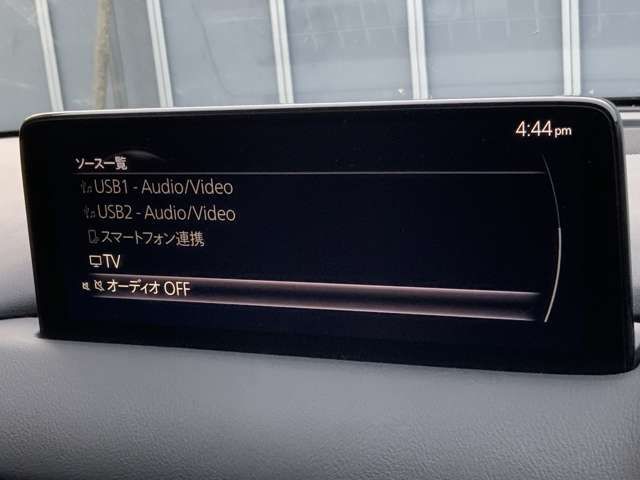 4:44pm
ソース一覧
USB1 - Audio/Video
USB2 - Audio/Video
スマートフォン連携
TV
オーディオ OFF